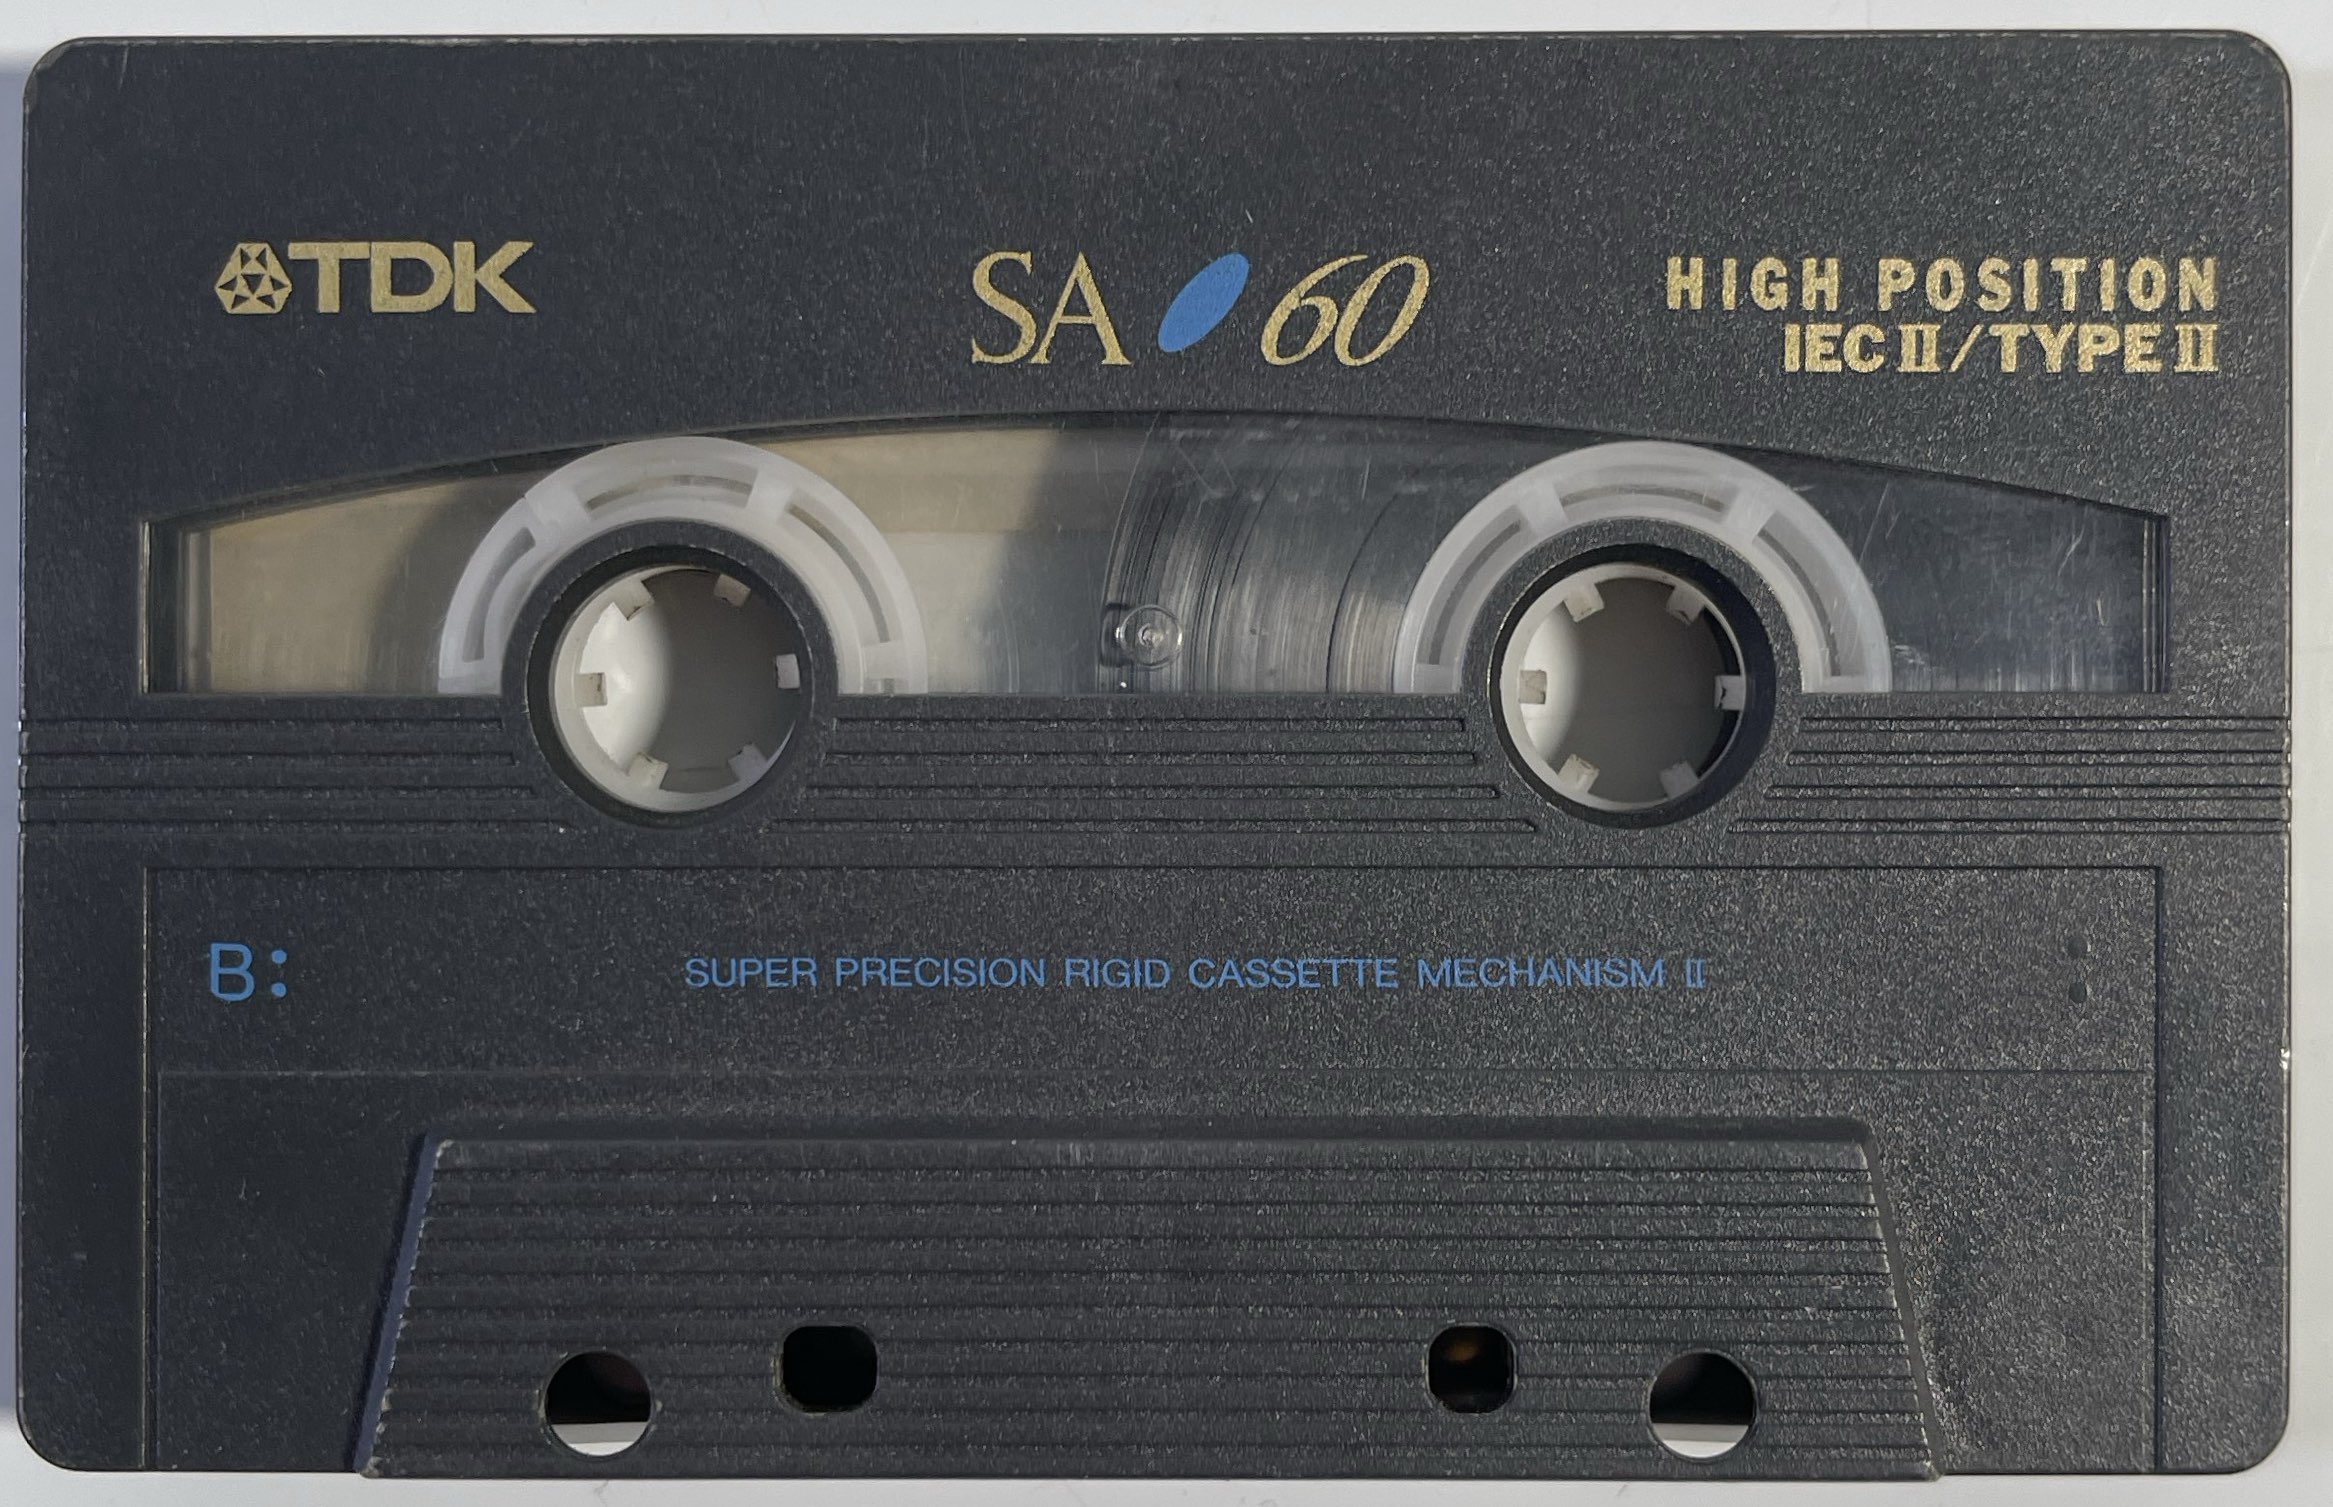 TDK
SA 60
HIGH POSITION
IEC II/TYPE II
B:
SUPER PRECISION RIGID CASSETTE MECHANISM II